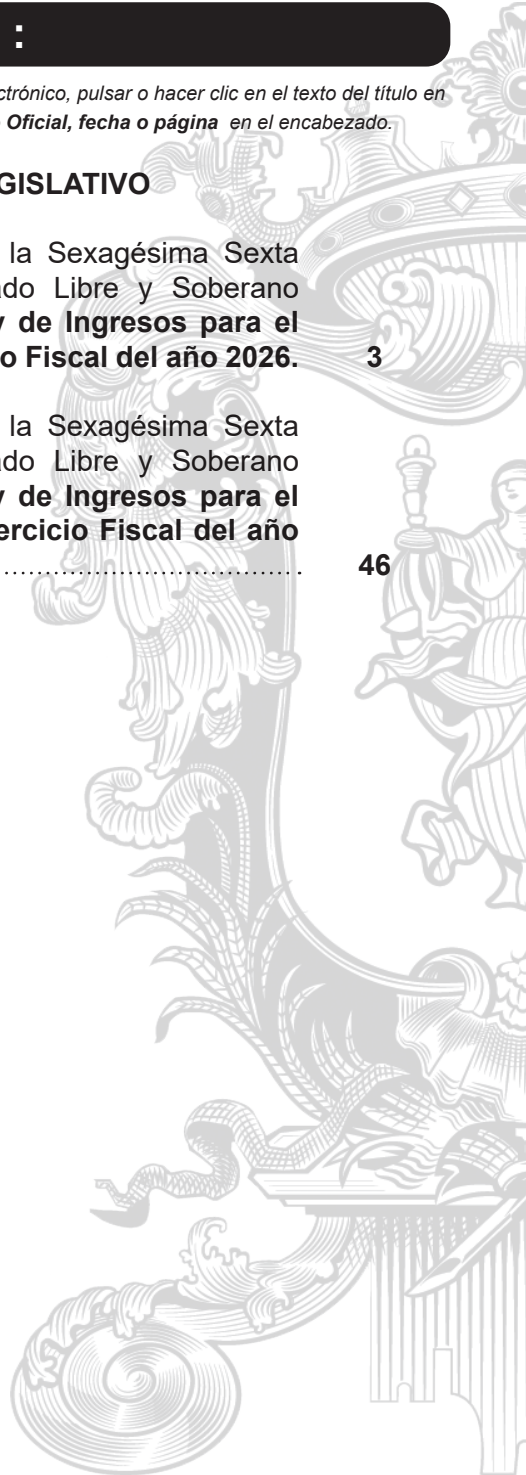 :
ctrónico, pulsar o hacer clic en el texto del título en
Oficial, fecha o página en el encabezado.
GISLATIVO
la Sexagésima Sexta
ado Libre y Soberano
y de Ingresos para el
o Fiscal del año 2026. 3
la Sexagésima Sexta
ado Libre y Soberano
y de Ingresos para el
ercicio Fiscal del año
........................................ 46